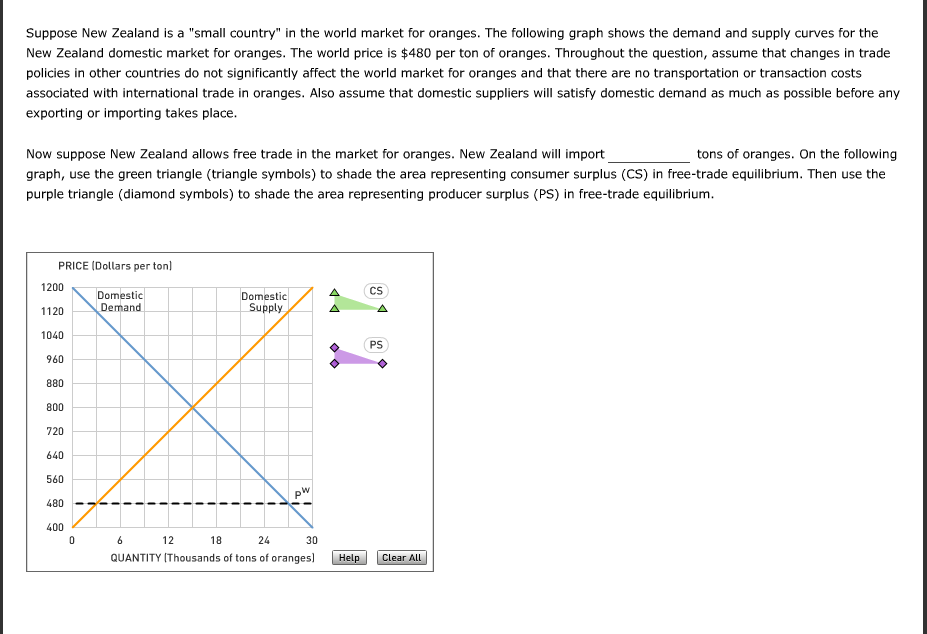 Suppose New Zealand is a "small country" in the world market for oranges. The following graph shows the demand and supply curves for the
New Zealand domestic market for oranges. The world price is $480 per ton of oranges. Throughout the question, assume that changes in trade
policies in other countries do not significantly affect the world market for oranges and that there are no transportation or transaction costs
associated with international trade in oranges. Also assume that domestic suppliers will satisfy domestic demand as much as possible before any
exporting or importing takes place.
Now suppose New Zealand allows free trade in the market for oranges. New Zealand will import __________ tons of oranges. On the following
graph, use the green triangle (triangle symbols) to shade the area representing consumer surplus (CS) in free-trade equilibrium. Then use the
purple triangle (diamond symbols) to shade the area representing producer surplus (PS) in free-trade equilibrium.
PRICE (Dollars per ton)
1200
Domestic
Demand
Domestic
Supply
CS
1120
1040
PS
960
880
800
720
640
560
PW
480
400
0 6 12 18 24 30
QUANTITY (Thousands of tons of oranges)
Help
Clear All